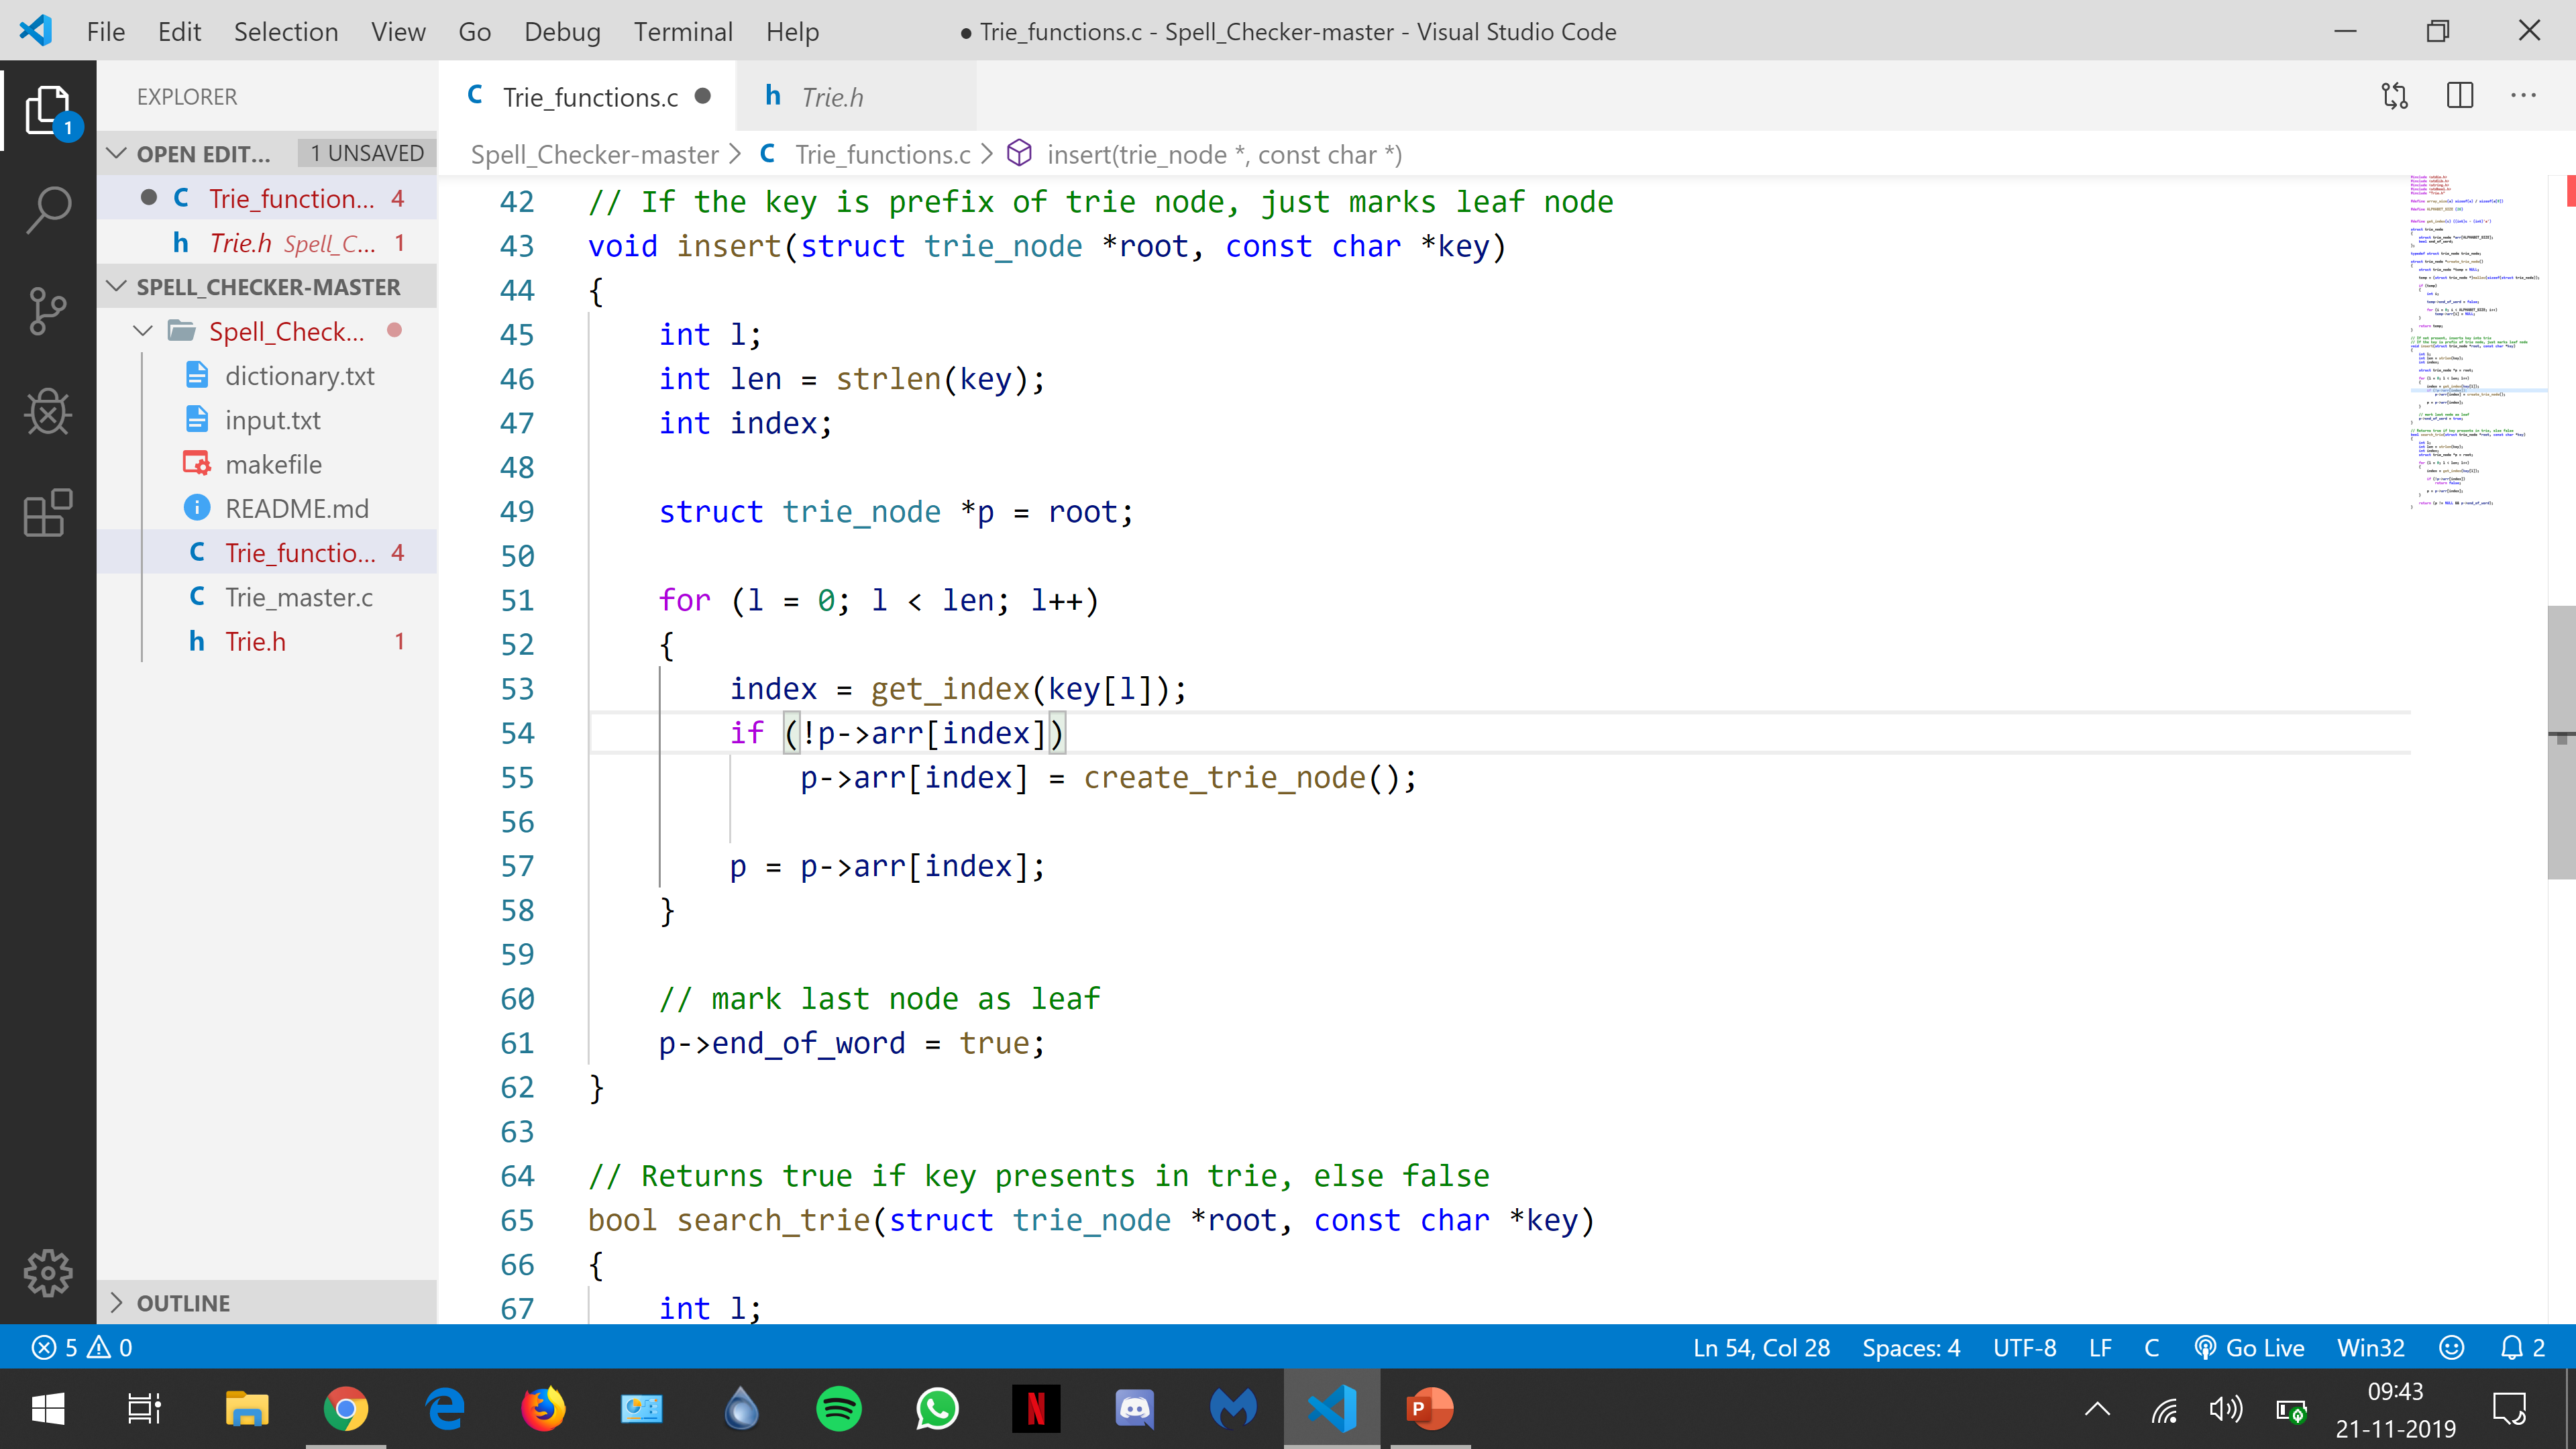 File Edit Selection View Go Debug Terminal Help
● Trie_functions.c - Spell_Checker-master - Visual Studio Code
EXPLORER
OPEN EDIT... 1 UNSAVED
C Trie_function... 4
h Trie.h Spell_C... 1
SPELL_CHECKER-MASTER
Spell_Check...
dictionary.txt
input.txt
makefile
README.md
C Trie_functio... 4
C Trie_master.c
h Trie.h 1
OUTLINE
1
C Trie_functions.c
h Trie.h
Spell_Checker-master > C Trie_functions.c > insert(trie_node *, const char *)
42 // If the key is prefix of trie node, just marks leaf node
43 void insert(struct trie_node *root, const char *key)
44 {
45 int l;
46 int len = strlen(key);
47 int index;
48
49 struct trie_node *p = root;
50
51 for (l = 0; l < len; l++)
52 {
53 index = get_index(key[l]);
54 if (!p->arr[index])
55 p->arr[index] = create_trie_node();
56
57 p = p->arr[index];
58 }
59
60 // mark last node as leaf
61 p->end_of_word = true;
62 }
63
64 // Returns true if key presents in trie, else false
65 bool search_trie(struct trie_node *root, const char *key)
66 {
67 int l;
5 0
Ln 54, Col 28 Spaces: 4 UTF-8 LF C Go Live Win32 2
N
P
09:43
21-11-2019